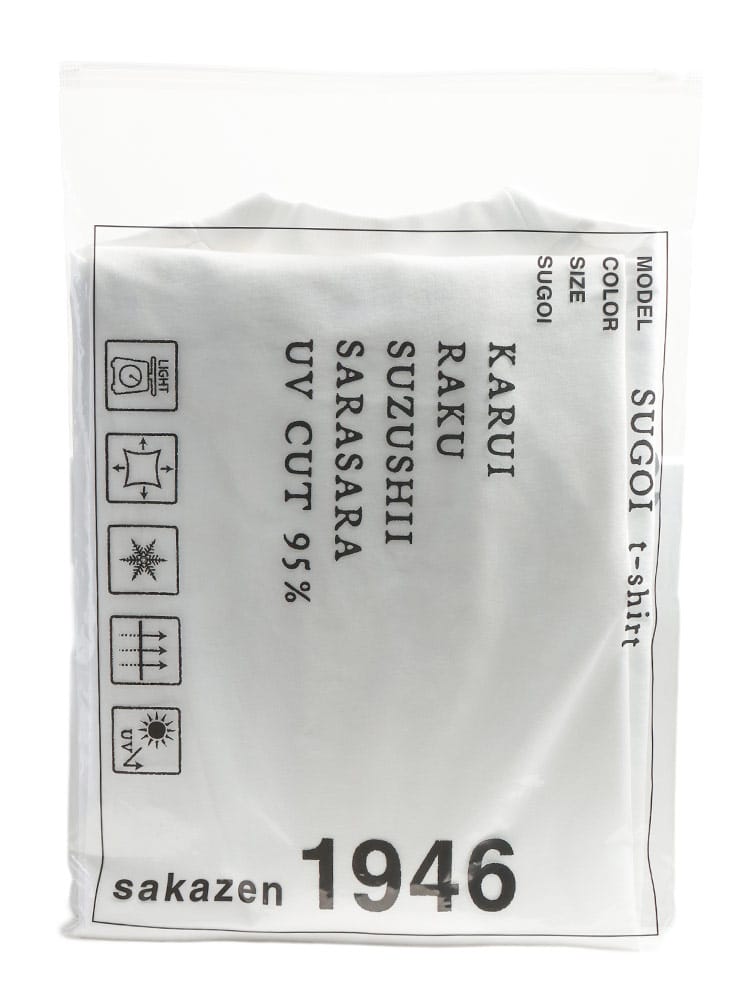 MODEL SUGOI t-shirt
COLOR
SIZE
SUGOI
KARUI
RAKU
SUZUSHII
SARASARA
UV CUT 95%
LIGHT
UV
sakazen 1946